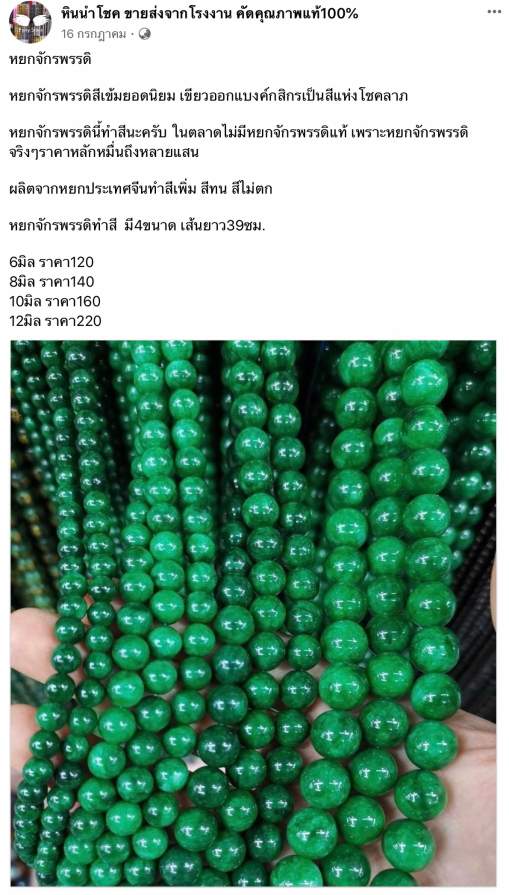 หินนำโชค ขายส่งจากโรงงาน คัดคุณภาพแท้100%
16 กรกฎาคม ·
หยกจักรพรรดิ
หยกจักรพรรดิสีเข้มยอดนิยม เขียวออกแบงค์กสิกรเป็นสีแห่งโชคลาภ
หยกจักรพรรดินี้ทำสีนะครับ ในตลาดไม่มีหยกจักรพรรดิแท้ เพราะหยกจักรพรรดิ
จริงๆราคาหลักหมื่นถึงหลายแสน
ผลิตจากหยกประเทศจีนทำสีเพิ่ม สีทน สีไม่ตก
หยกจักรพรรดิทำสี มี4ขนาด เส้นยาว39ซม.
6มิล ราคา120
8มิล ราคา140
10มิล ราคา160
12มิล ราคา220